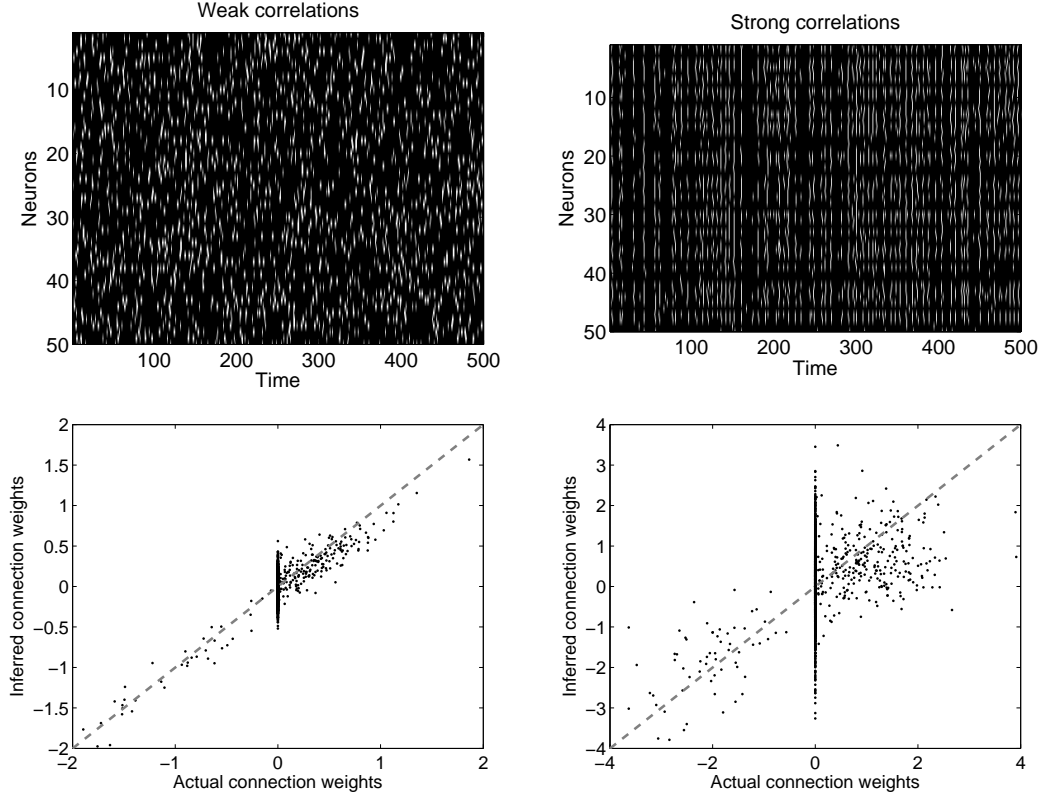 Weak correlations
Neurons
10
20
30
40
50
100 200 300 400 500
Time
Strong correlations
Neurons
10
20
30
40
50
100 200 300 400 500
Time
Inferred connection weights
2
1.5
1
0.5
0
−0.5
−1
−1.5
−2
−2 −1 0 1 2
Actual connection weights
Inferred connection weights
4
3
2
1
0
−1
−2
−3
−4
−4 −2 0 2 4
Actual connection weights